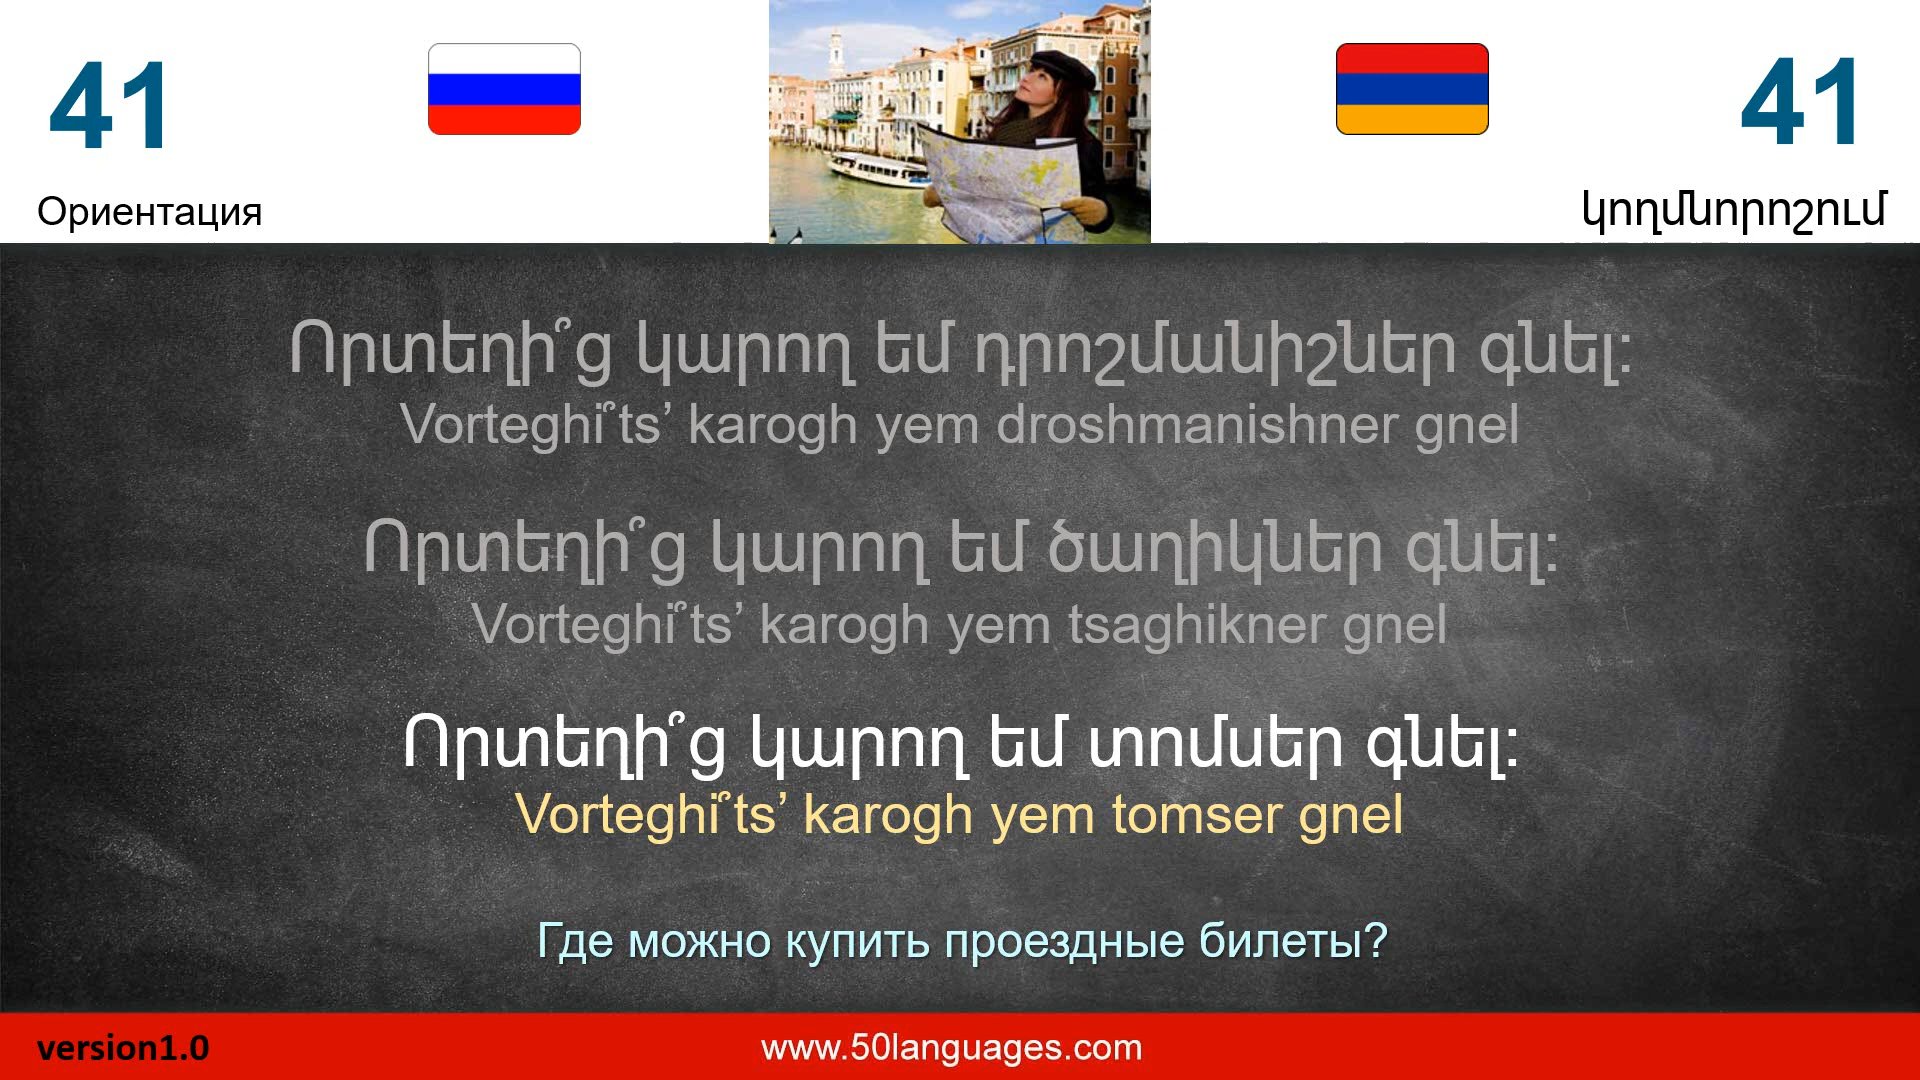 41
41
Ориентация
կողմնորոշում
Որտեղի՞ց կարող եմ դրոշմանիշներ գնել:
Vorteghi՞ts’ karogh yem droshmanishner gnel
Որտեղի՞ց կարող եմ ծաղիկներ գնել:
Vorteghi՞ts’ karogh yem tsaghikner gnel
Որտեղի՞ց կարող եմ տոմսեր գնել:
Vorteghi՞ts’ karogh yem tomser gnel
Где можно купить проездные билеты?
version1.0
www.50languages.com